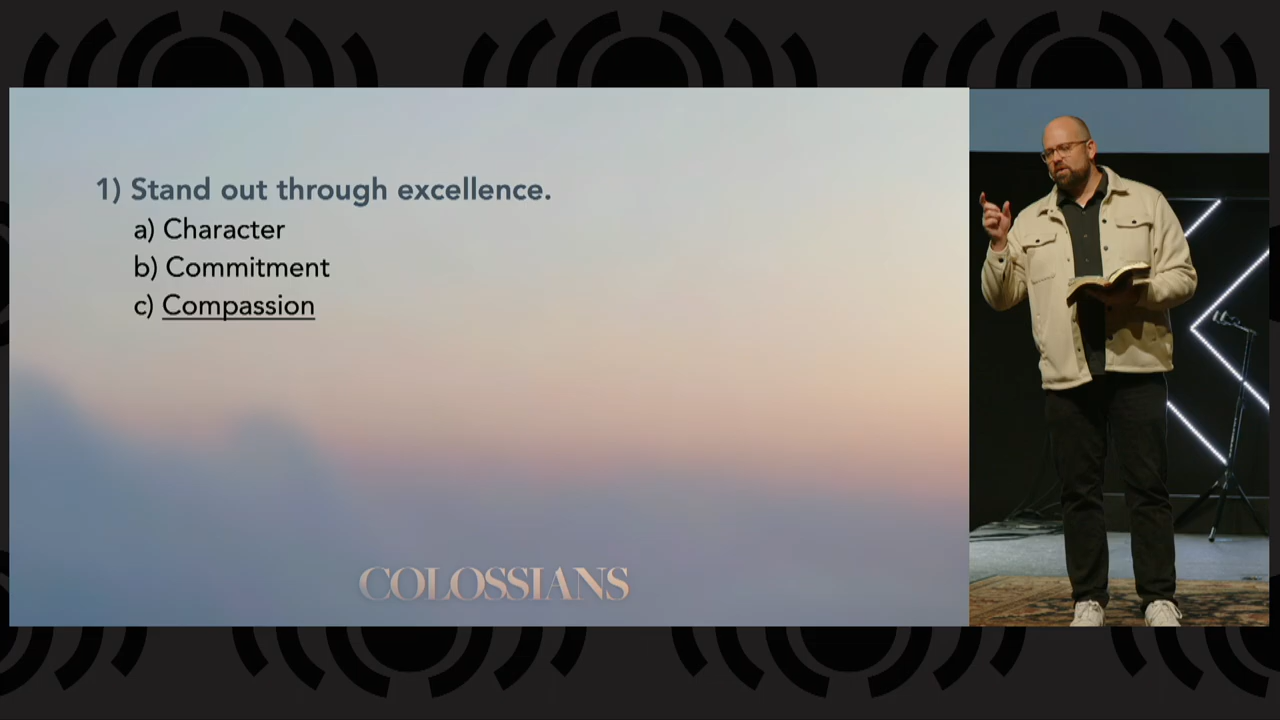 1) Stand out through excellence.
a) Character
b) Commitment
c) Compassion
COLOSSIANS